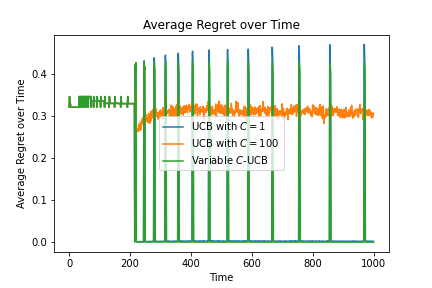 Average Regret over Time
Average Regret over Time
0.4
0.3
0.2
0.1
0.0
UCB with C = 1
UCB with C = 100
Variable C-UCB
0 200 400 600 800 1000
Time